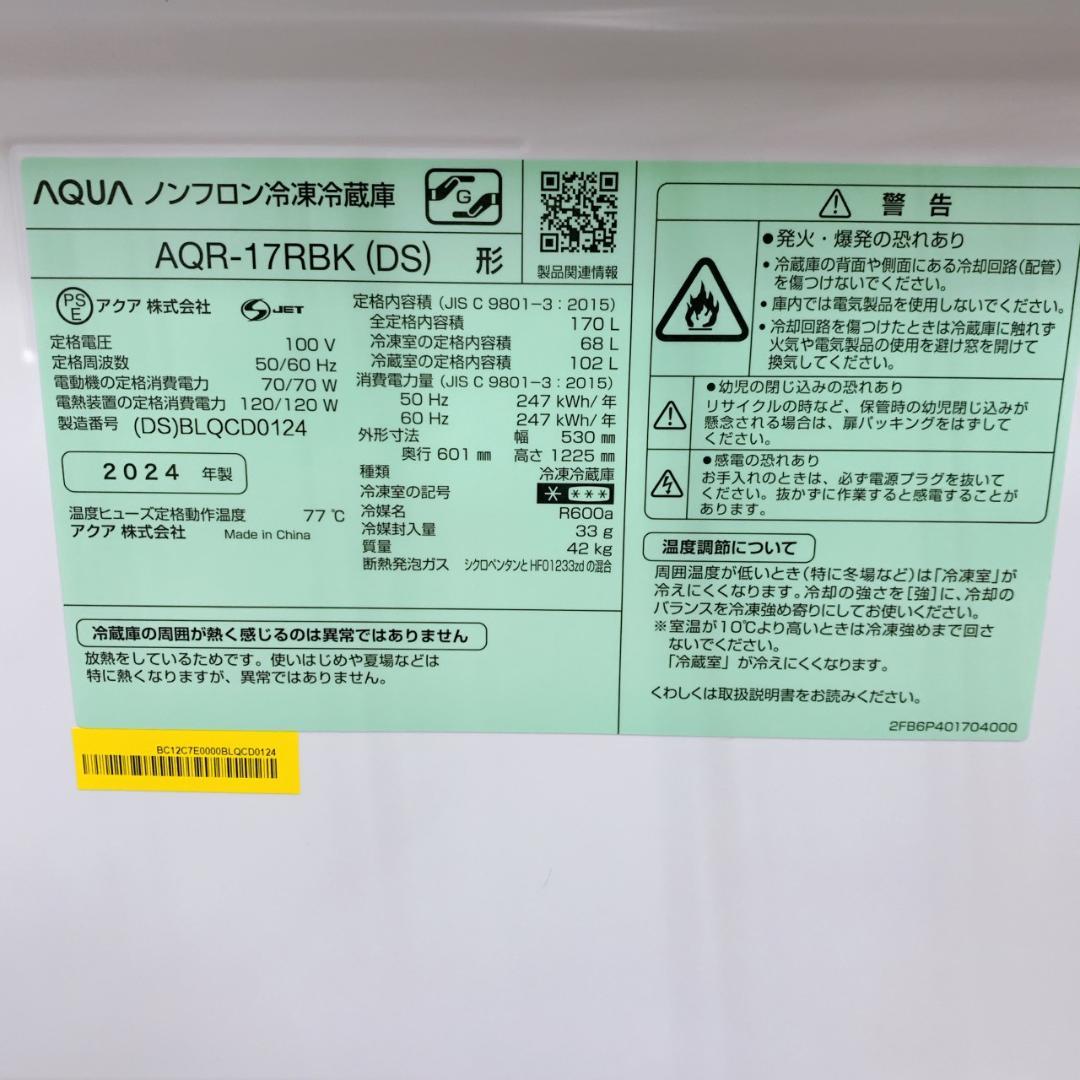 AQUA ノンフロン冷凍冷蔵庫
G
AQR-17RBK (DS) 形
製品関連情報
PS
E
アクア 株式会社
S JET
定格電圧 100 V
定格周波数 50/60 Hz
電動機の定格消費電力 70/70 W
電熱装置の定格消費電力 120/120 W
製造番号 (DS)BLQCD0124
2024 年製
温度ヒューズ定格動作温度 77 ℃
アクア 株式会社 Made in China
定格内容積 (JIS C 9801-3 : 2015)
全定格内容積 170 L
冷凍室の定格内容積 68 L
冷蔵室の定格内容積 102 L
消費電力量 (JIS C 9801-3 : 2015)
50 Hz 247 kWh/年
60 Hz 247 kWh/年
外形寸法 幅 530 mm
奥行 601 mm 高さ 1225 mm
種類 冷凍冷蔵庫
冷凍室の記号
冷媒名 R600a
冷媒封入量 33 g
質量 42 kg
断熱発泡ガス シクロペンタンと HFO1233zd の混合
冷蔵庫の周囲が熱く感じるのは異常ではありません
放熱をしているためです。使いはじめや夏場などは
特に熱くなりますが、異常ではありません。
警告
●発火・爆発の恐れあり
・冷蔵庫の背面や側面にある冷却回路(配管)
を傷つけないでください。
・庫内では電気製品を使用しないでください。
・冷却回路を傷つけたときは冷蔵庫に触れず
火気や電気製品の使用を避け窓を開けて
換気してください。
●幼児の閉じ込みの恐れあり
リサイクルの時など、保管時の幼児閉じ込みが
懸念される場合は、扉パッキングをはずして
ください。
●感電の恐れあり
お手入れのときは、必ず電源プラグを抜いて
ください。抜かずに作業すると感電することが
あります。
温度調節について
周囲温度が低いとき(特に冬場など)は「冷凍室」が
冷えにくくなります。冷却の強さを[強]に、冷却の
バランスを冷凍強め寄りにしてお使いください。
※室温が10℃より高いときは冷凍強めまで回さ
ないでください。
「冷蔵室」が冷えにくくなります。
くわしくは取扱説明書をお読みください。
2FB6P401704000
BC12C7E0000BLQCD0124